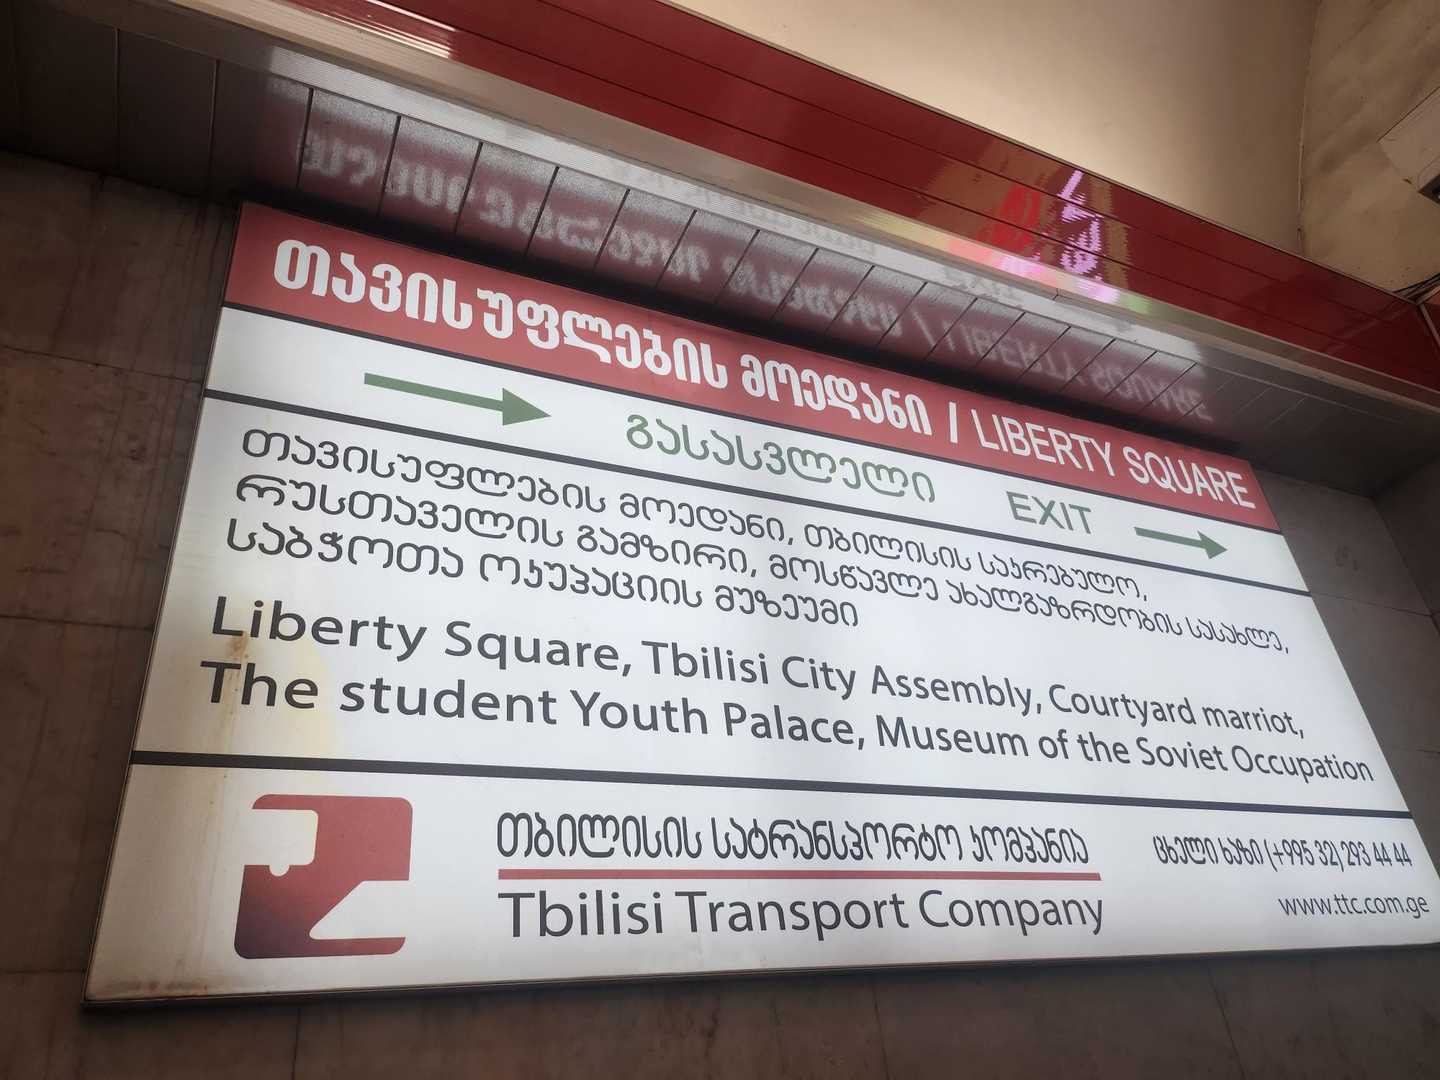 თავისუფლების მოედანი / LIBERTY SQUARE
გასასვლელი EXIT
თავისუფლების მოედანი, თბილისის საკრებულო,
რუსთაველის გამზირი, მოსწავლე ახალგაზრდობის სასახლე,
საბჭოთა ოკუპაციის მუზეუმი
Liberty Square, Tbilisi City Assembly, Courtyard marriot,
The student Youth Palace, Museum of the Soviet Occupation
თბილისის სატრანსპორტო კომპანია
Tbilisi Transport Company
ცხელი ხაზი (+995 32) 293 44 44
www.ttc.com.ge